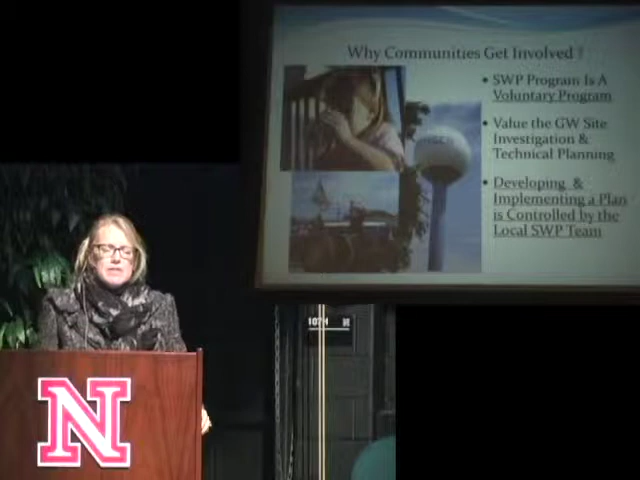 Why Communities Get Involved ?
• SWP Program Is A
Voluntary Program
• Value the GW Site
Investigation &
Technical Planning
• Developing &
Implementing a Plan
is Controlled by the
Local SWP Team
N